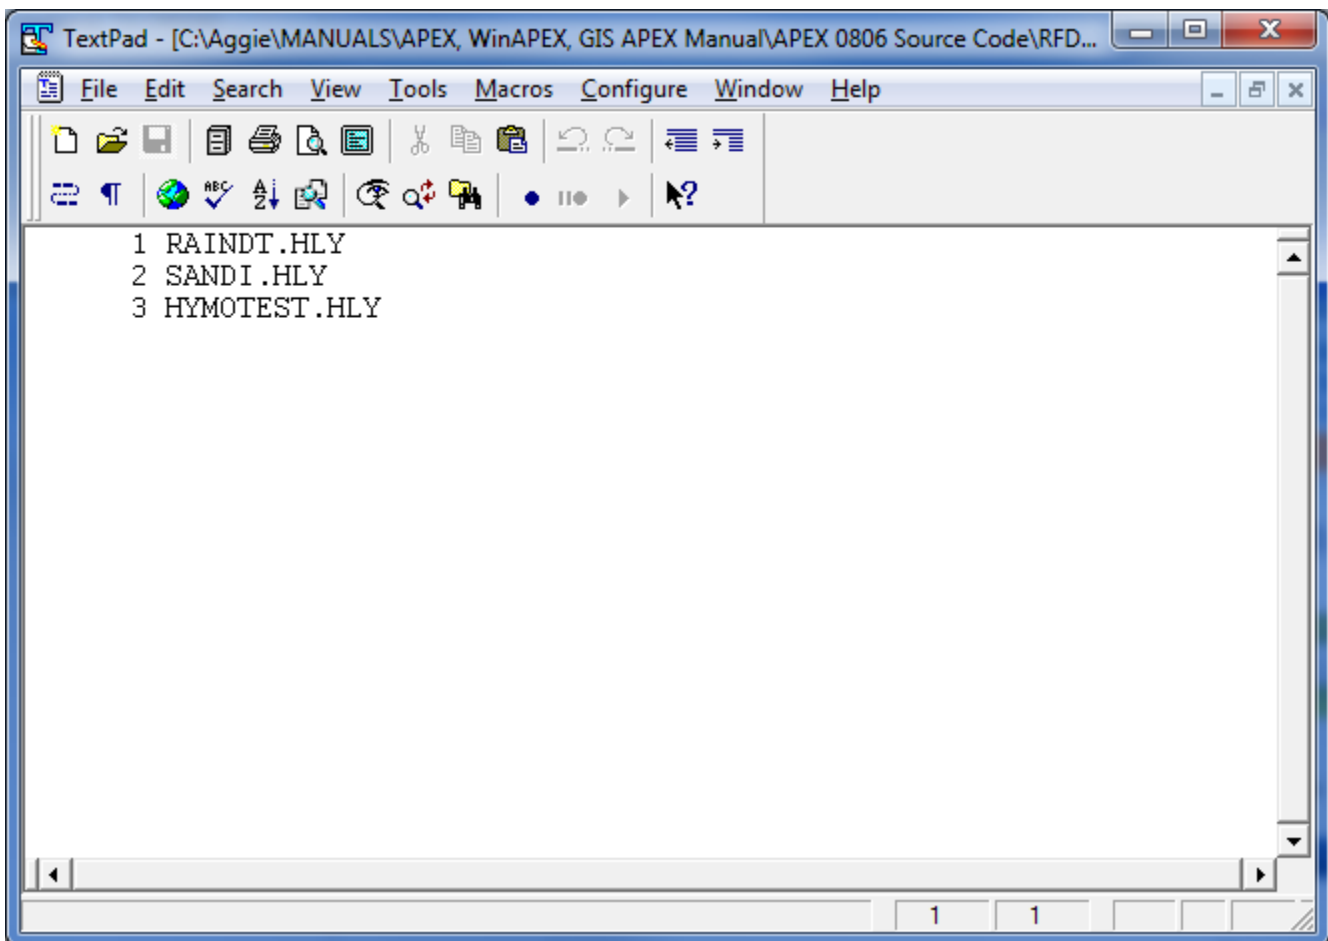 TextPad - [C:\Aggie\MANUALS\APEX, WinAPEX, GIS APEX Manual\APEX 0806 Source Code\RFD...
File Edit Search View Tools Macros Configure Window Help
1 RAINDT.HLY
2 SANDI.HLY
3 HYMOTEST.HLY
1 1